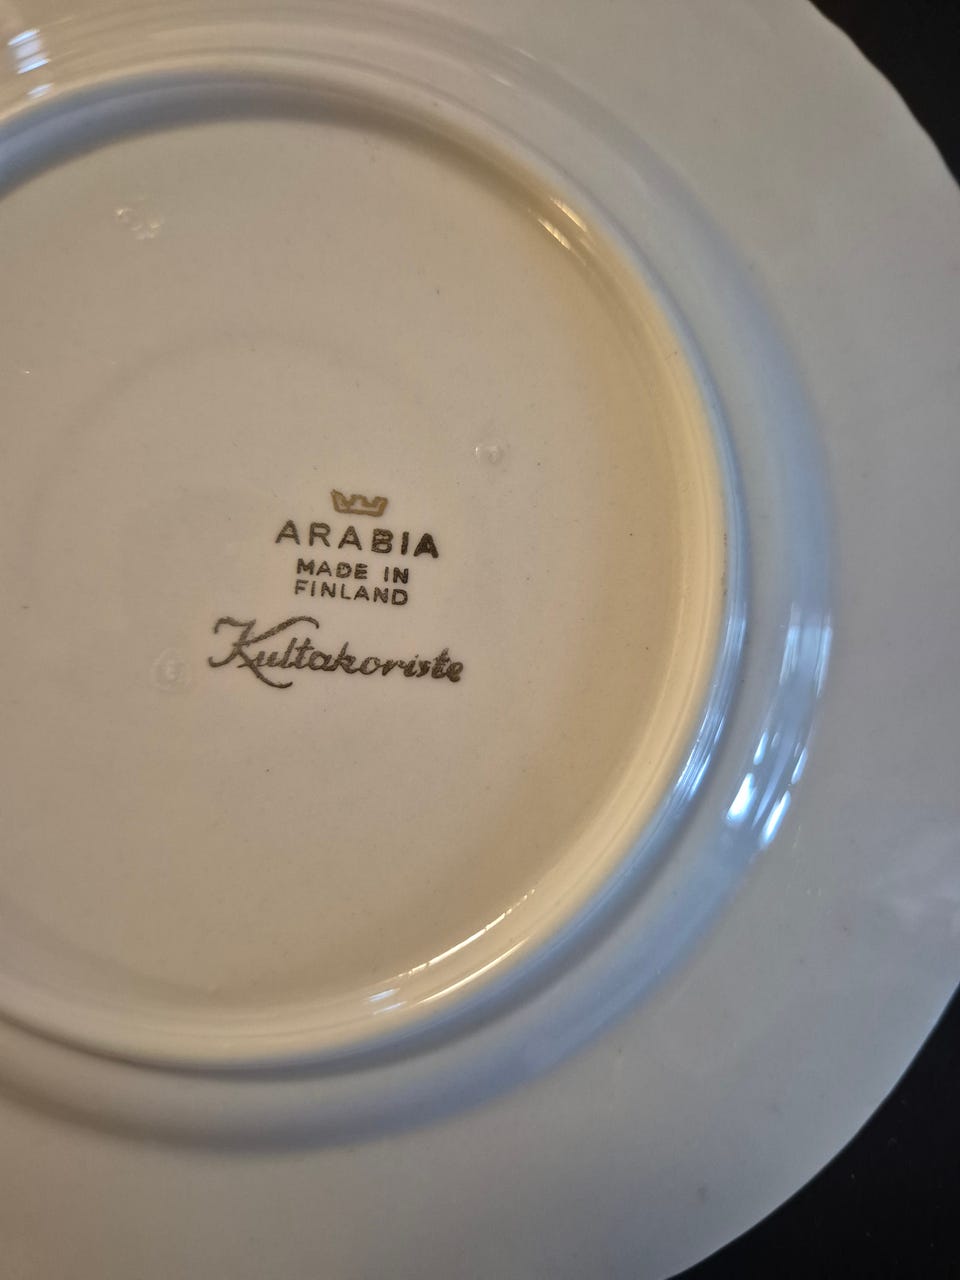 ARABIA
MADE IN
FINLAND
Kultakoriste